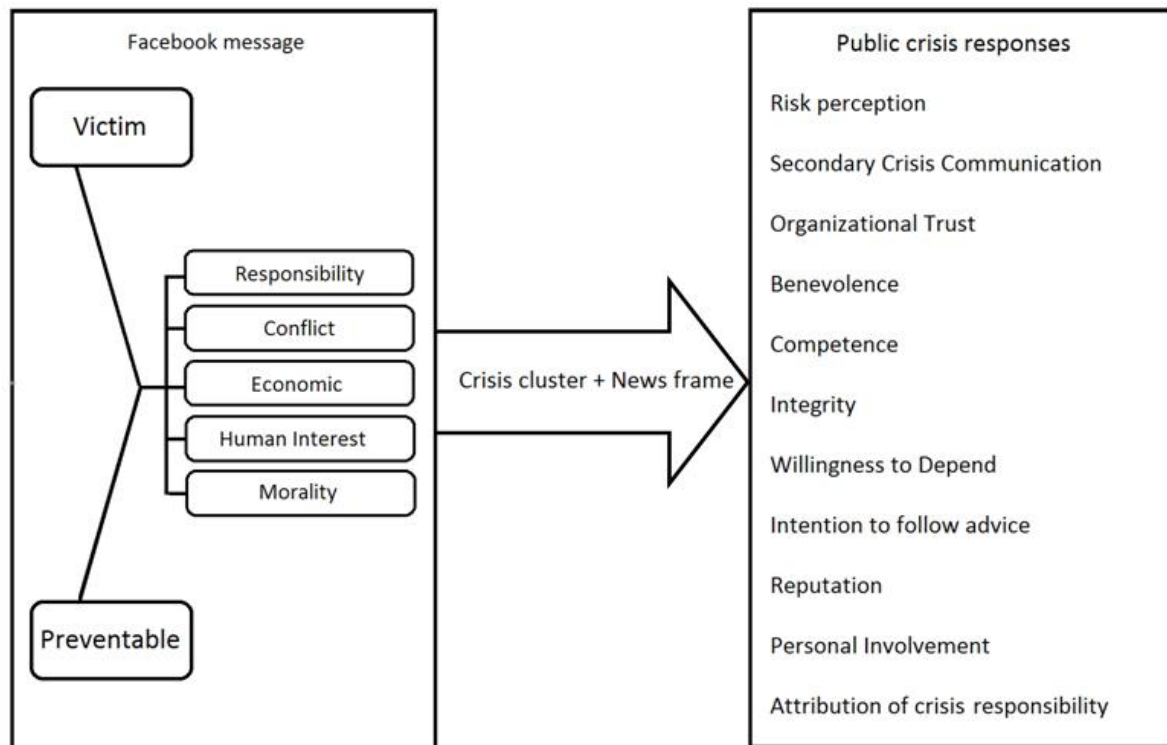 Facebook message
Victim
Responsibility
Conflict
Economic
Human Interest
Morality
Preventable
Crisis cluster + News frame
Public crisis responses
Risk perception
Secondary Crisis Communication
Organizational Trust
Benevolence
Competence
Integrity
Willingness to Depend
Intention to follow advice
Reputation
Personal Involvement
Attribution of crisis responsibility